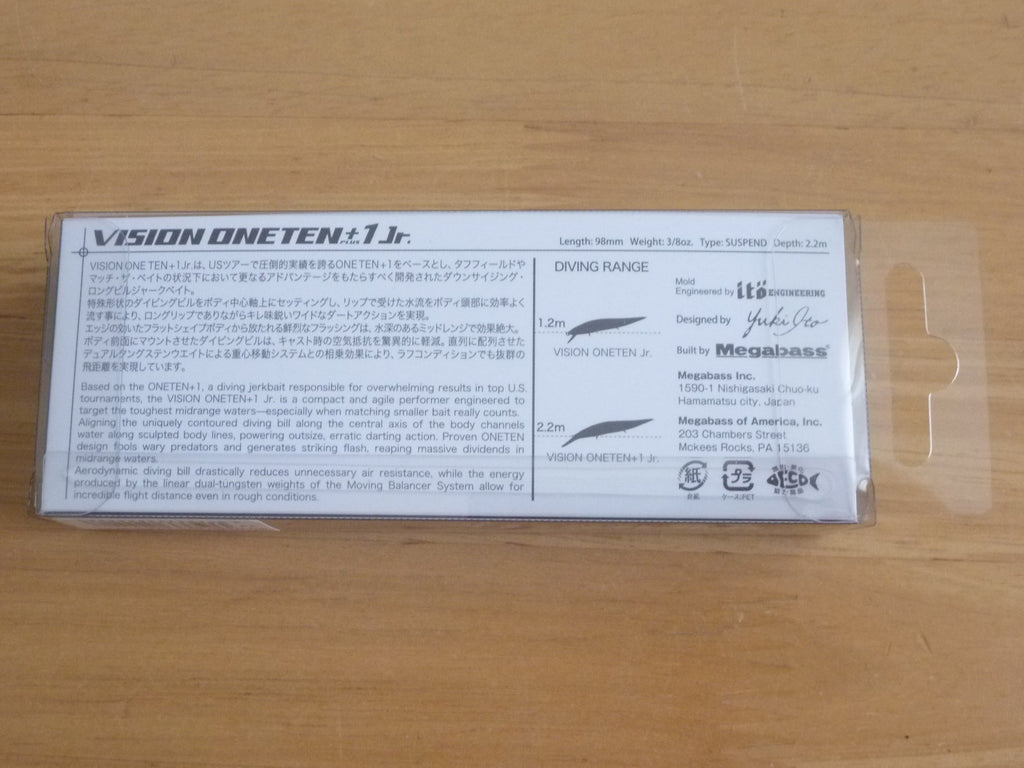 VISION ONETEN+1 Jr.
PLUS
Length: 98mm Weight: 3/8oz. Type: SUSPEND Depth: 2.2m
VISION ONE TEN+1Jr.は、USツアーで圧倒的実績を誇るONE TEN+1をベースとし、タフフィールドや
マッチ・ザ・ベイトの状況下において更なるアドバンテージをもたらすべく開発されたダウンサイジング・
ロングビルジャークベイト。
特殊形状のダイビングビルをボディ中心軸上にセッティングし、リップで受けた水流をボディ頭部に効率よく
流す事により、ロングリップでありながらキレ味鋭いワイドなダートアクションを実現。
エッジの効いたフラットシェイプボディから放たれる鮮烈なフラッシングは、水深のあるミッドレンジで効果絶大。
ボディ前面にマウントさせたダイビングビルは、キャスト時の空気抵抗を驚異的に軽減。直列に配列させた
デュアルタングステンウエイトによる重心移動システムとの相乗効果により、ラフコンディションでも抜群の
飛距離を実現しています。
Based on the ONETEN+1, a diving jerkbait responsible for overwhelming results in top U.S.
tournaments, the VISION ONETEN+1 Jr. is a compact and agile performer engineered to
target the toughest midrange waters—especially when matching smaller bait really counts.
Aligning the uniquely contoured diving bill along the central axis of the body channels
water along sculpted body lines, powering outsize, erratic darting action. Proven ONETEN
design fools wary predators and generates striking flash, reaping massive dividends in
midrange waters.
Aerodynamic diving bill drastically reduces unnecessary air resistance, while the energy
produced by the linear dual-tungsten weights of the Moving Balancer System allow for
incredible flight distance even in rough conditions.
DIVING RANGE
1.2m
VISION ONETEN Jr.
2.2m
VISION ONETEN+1 Jr.
Mold
Engineered by itö ENGINEERING
Designed by Yuki Ito
Built by Megabass
Megabass Inc.
1590-1 Nishigasaki Chuo-ku
Hamamatsu city, Japan
Megabass of America, Inc.
203 Chambers Street
Mckees Rocks, PA 15136
紙
台紙
プラ
ケース:PET